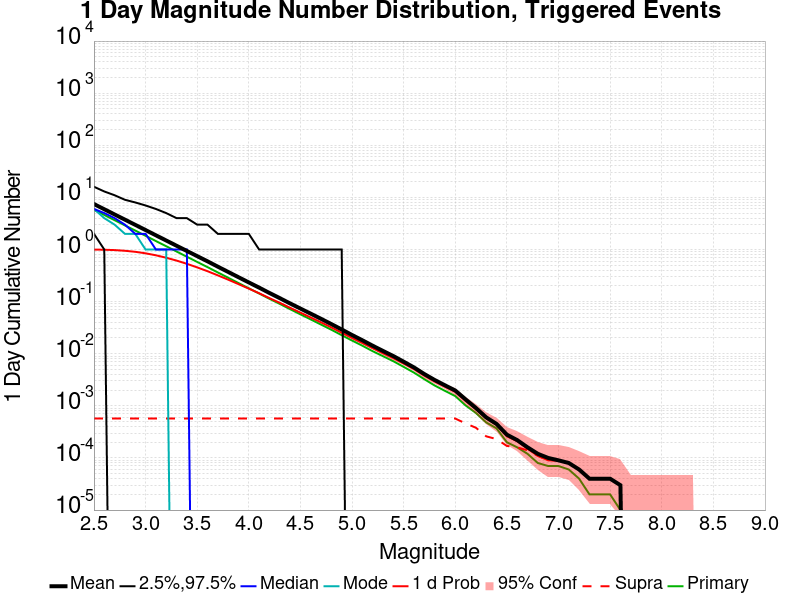 1 Day Magnitude Number Distribution, Triggered Events
10^4
10^3
10^2
10^1
10^0
10^-1
10^-2
10^-3
10^-4
10^-5
1 Day Cumulative Number
2.5 3.0 3.5 4.0 4.5 5.0 5.5 6.0 6.5 7.0 7.5 8.0 8.5 9.0
Magnitude
Mean 2.5%,97.5% Median Mode 1 d Prob 95% Conf Supra Primary